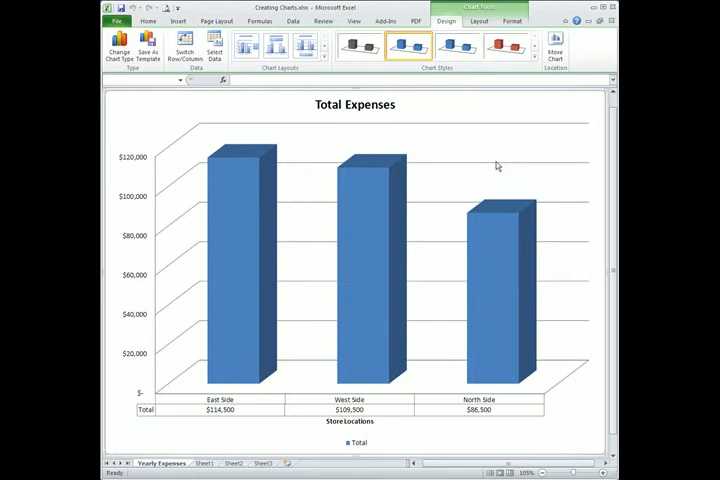 Creating Charts.xlsx - Microsoft Excel
Chart Tools
File Home Insert Page Layout Formulas Data Review View Add-Ins PDF Design Layout Format
Change Chart Type
Save As Template
Switch Row/Column
Select Data
Move Chart
Type Data Chart Layouts Chart Styles Location
fx
Total Expenses
$120,000
$100,000
$80,000
$60,000
$40,000
$20,000
$-
East Side West Side North Side
Total $114,500 $109,500 $86,500
Store Locations
Total
Yearly Expenses Sheet1 Sheet2 Sheet3
Ready 105%